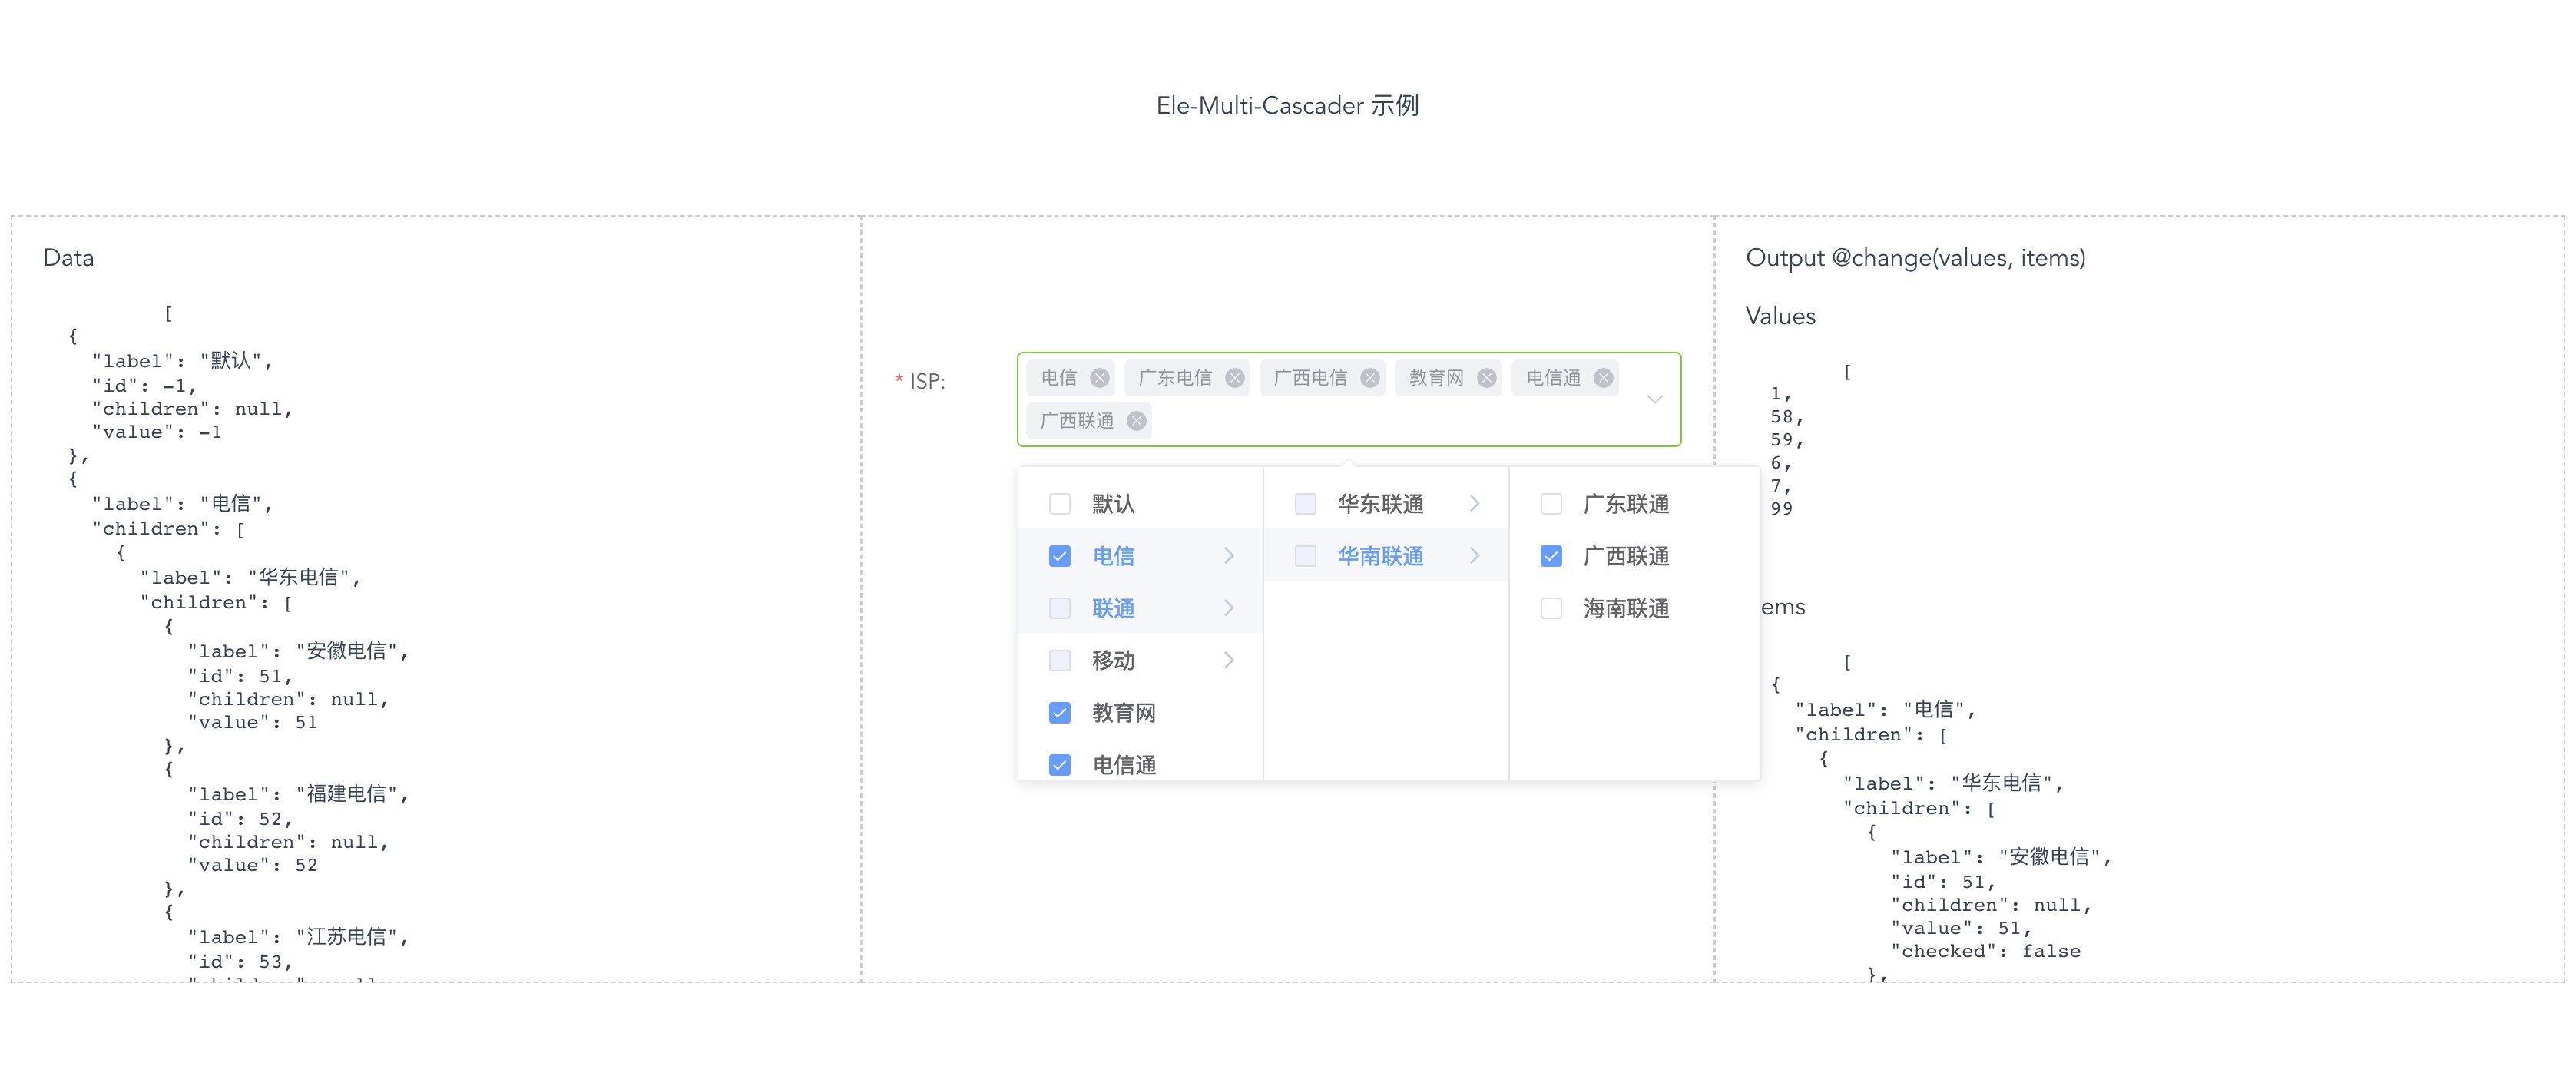 Ele-Multi-Cascader 示例
Data
[
{
"label": "默认",
"id": -1,
"children": null,
"value": -1
},
{
"label": "电信",
"children": [
{
"label": "华东电信",
"children": [
{
"label": "安徽电信",
"id": 51,
"children": null,
"value": 51
},
{
"label": "福建电信",
"id": 52,
"children": null,
"value": 52
},
{
"label": "江苏电信",
"id": 53,
* ISP:
电信 广东电信 广西电信 教育网 电信通
广西联通
默认
电信
联通
移动
教育网
电信通
华东联通
华南联通
广东联通
广西联通
海南联通
Output @change(values, items)
Values
[
1,
58,
59,
6,
7,
99
ems
[
{
"label": "电信",
"children": [
{
"label": "华东电信",
"children": [
{
"label": "安徽电信",
"id": 51,
"children": null,
"value": 51,
"checked": false
},